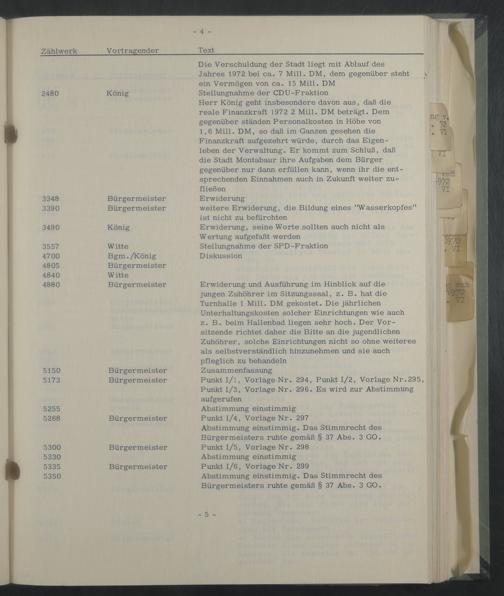 - 4 -
Zählwerk Vortragender Text
Die Verschuldung der Stadt liegt mit Ablauf des
Jahres 1972 bei ca. 7 Mill. DM, dem gegenüber steht
ein Vermögen von ca. 15 Mill. DM
2480 König Stellungnahme der CDU-Fraktion
Herr König geht insbesondere davon aus, daß die
reale Finanzkraft 1972 2 Mill. DM beträgt. Dem
gegenüber ständen Personalkosten in Höhe von
1,6 Mill. DM, so daß im Ganzen gesehen die
Finanzkraft aufgezehrt würde, durch das Eigen-
leben der Verwaltung. Er kommt zum Schluß, daß
die Stadt Montabaur ihre Aufgaben dem Bürger
gegenüber nur dann erfüllen kann, wenn ihr die ent-
sprechenden Einnahmen auch in Zukunft weiter zu-
fließen
3348 Bürgermeister Erwiderung
3390 Bürgermeister weitere Erwiderung, die Bildung eines "Wasserkopfes"
ist nicht zu befürchten
3490 König Erwiderung, seine Worte sollten auch nicht als
Wertung aufgefaßt werden
3557 Witte Stellungnahme der SPD-Fraktion
4700 Bgm./König Diskussion
4805 Bürgermeister
4840 Witte
4880 Bürgermeister Erwiderung und Ausführung im Hinblick auf die
jungen Zuhöhrer im Sitzungssaal, z. B. hat die
Turnhalle 1 Mill. DM gekostet. Die jährlichen
Unterhaltungskosten solcher Einrichtungen wie auch
z. B. beim Hallenbad liegen sehr hoch. Der Vor-
sitzende richtet daher die Bitte an die jugendlichen
Zuhöhrer, solche Einrichtungen nicht so ohne weiteres
als selbstverständlich hinzunehmen und sie auch
pfleglich zu behandeln
5150 Bürgermeister Zusammenfassung
5173 Bürgermeister Punkt I/1, Vorlage Nr. 294, Punkt I/2, Vorlage Nr.295,
Punkt I/3, Vorlage Nr. 296. Es wird zur Abstimmung
aufgerufen
5255 Abstimmung einstimmig
5268 Bürgermeister Punkt I/4, Vorlage Nr. 297
Abstimmung einstimmig. Das Stimmrecht des
Bürgermeisters ruhte gemäß § 37 Abs. 3 GO.
5300 Bürgermeister Punkt I/5, Vorlage Nr. 298
5330 Abstimmung einstimmig
5335 Bürgermeister Punkt I/6, Vorlage Nr. 299
5350 Abstimmung einstimmig. Das Stimmrecht des
Bürgermeisters ruhte gemäß § 37 Abs. 3 GO.
- 5 -